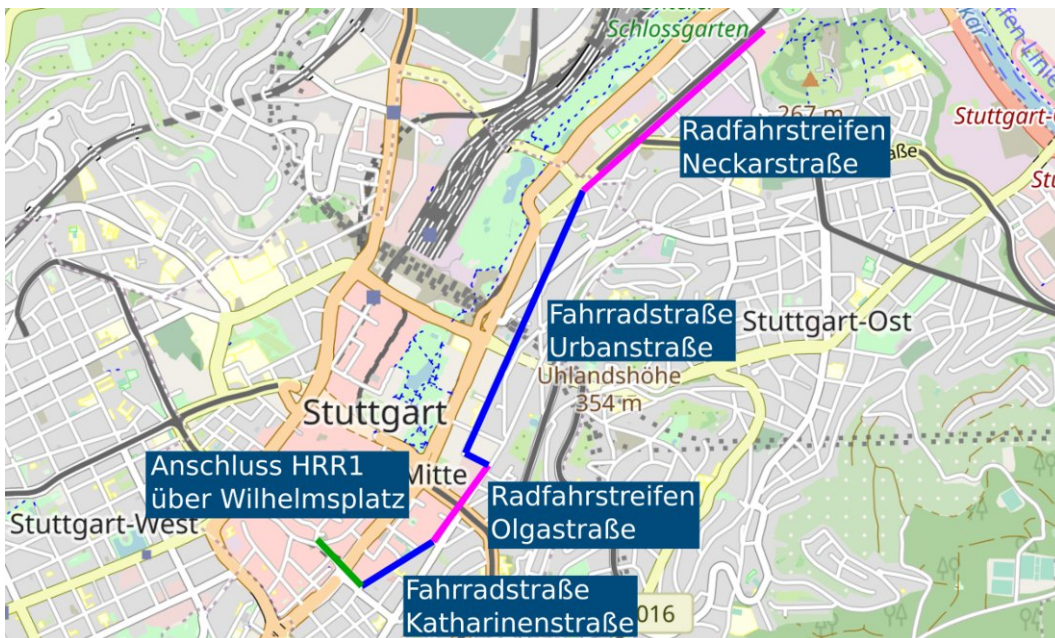 Schlossgarten
Radfahrstreifen
Neckarstraße
267 m
Stuttgart-
Fahrradstraße
Urbanstraße
Stuttgart-Ost
Uhlandshöhe
354 m
Stuttgart
Anschluss HRR1
über Wilhelmsplatz
Mitte
Radfahrstreifen
Olgastraße
Stuttgart-West
Fahrradstraße
Katharinenstraße
016